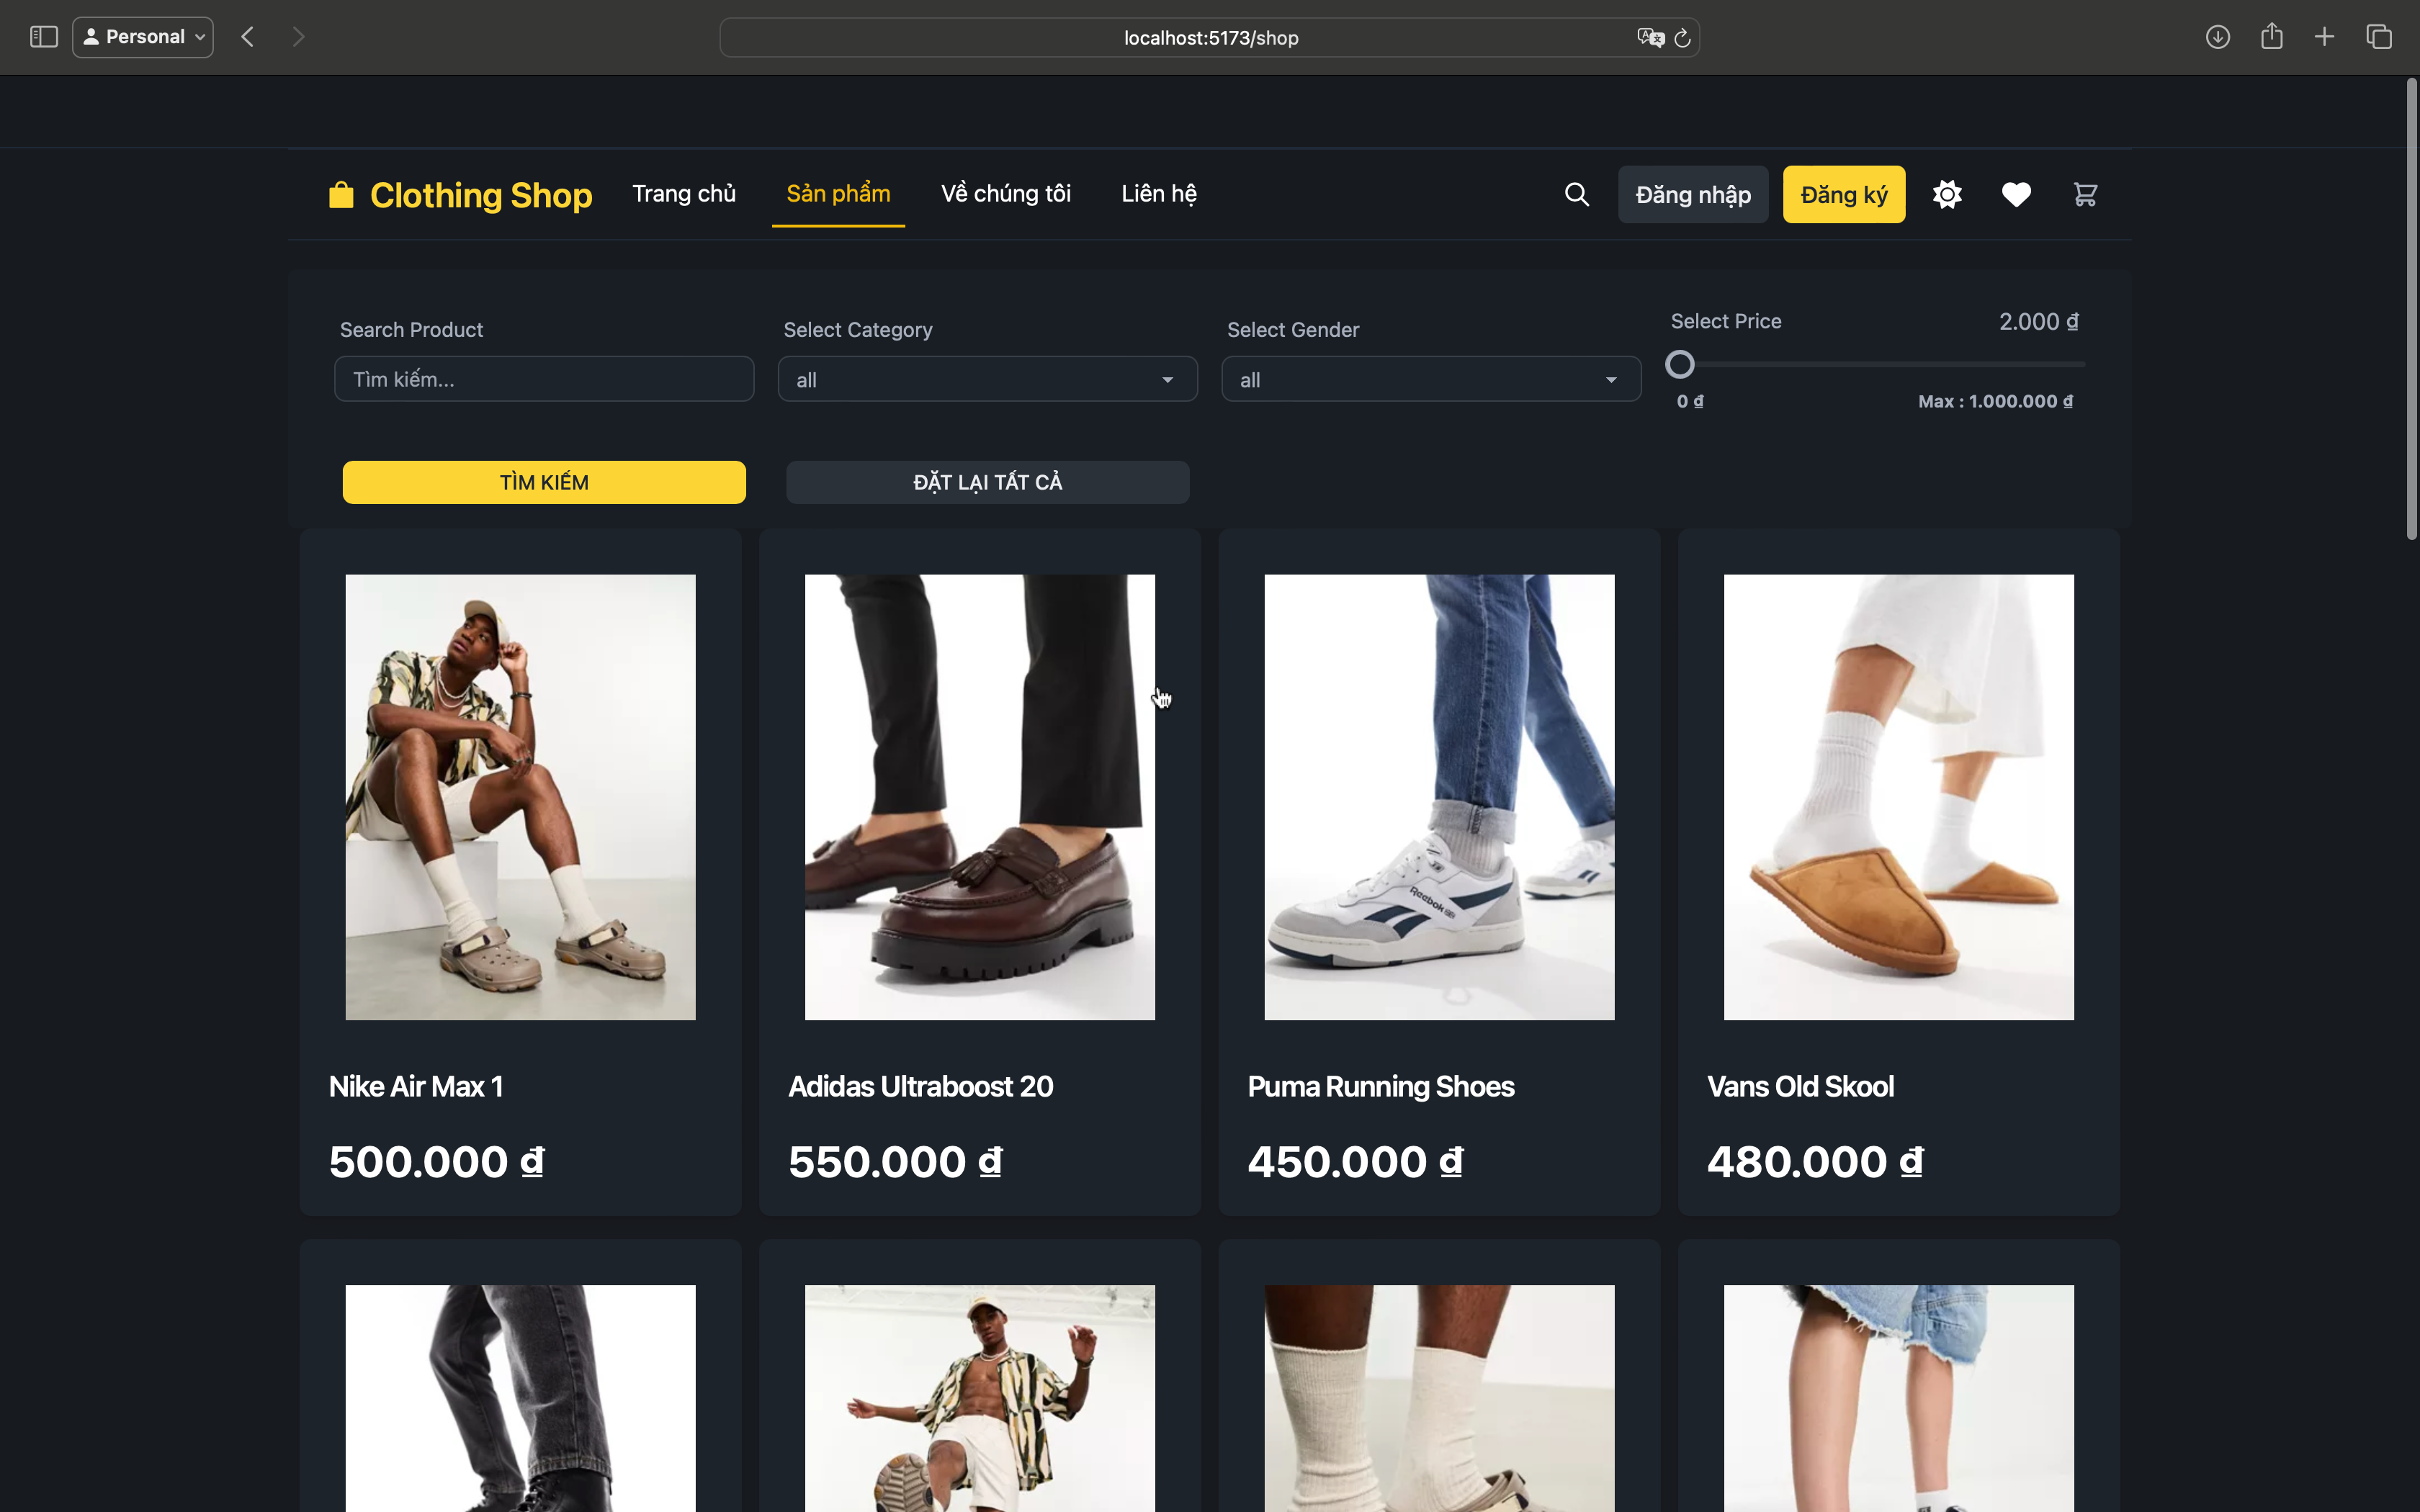 Personal
localhost:5173/shop
Clothing Shop
Trang chủ
Sản phẩm
Về chúng tôi
Liên hệ
Đăng nhập
Đăng ký
Search Product
Select Category
Select Gender
Select Price
2.000 ₫
Tìm kiếm...
all
all
0 ₫
Max : 1.000.000 ₫
TÌM KIẾM
ĐẶT LẠI TẤT CẢ
Reebok
Nike Air Max 1
Adidas Ultraboost 20
Puma Running Shoes
Vans Old Skool
500.000 ₫
550.000 ₫
450.000 ₫
480.000 ₫